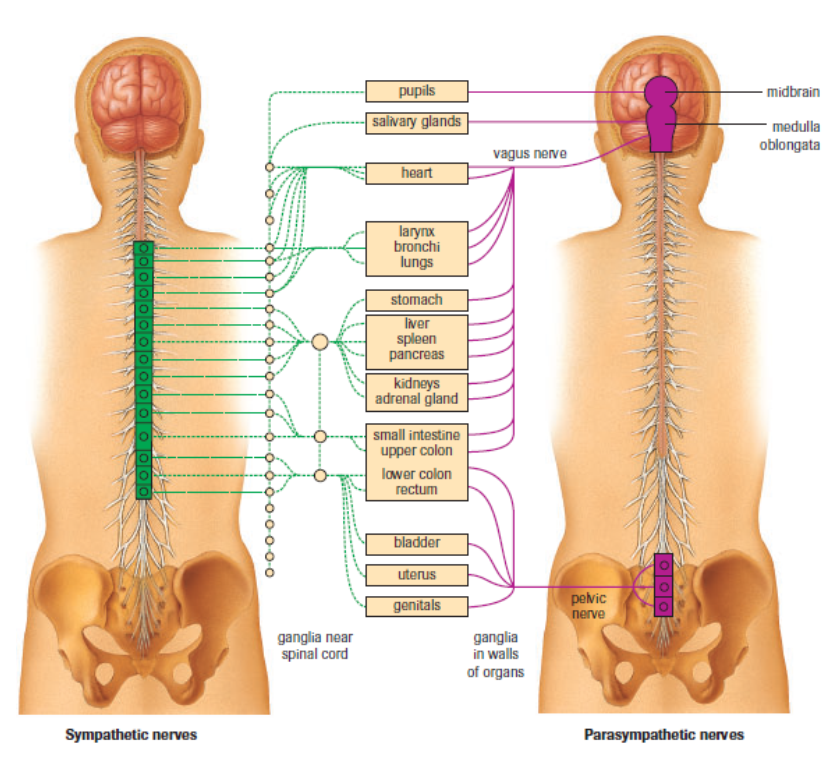 pupils
midbrain
salivary glands
medulla
oblongata
vagus nerve
heart
larynx
bronchi
lungs
stomach
liver
spleen
pancreas
kidneys
adrenal gland
small intestine
upper colon
lower colon
rectum
bladder
uterus
genitals
pelvic
nerve
ganglia near
spinal cord
ganglia
in walls
of organs
Sympathetic nerves
Parasympathetic nerves